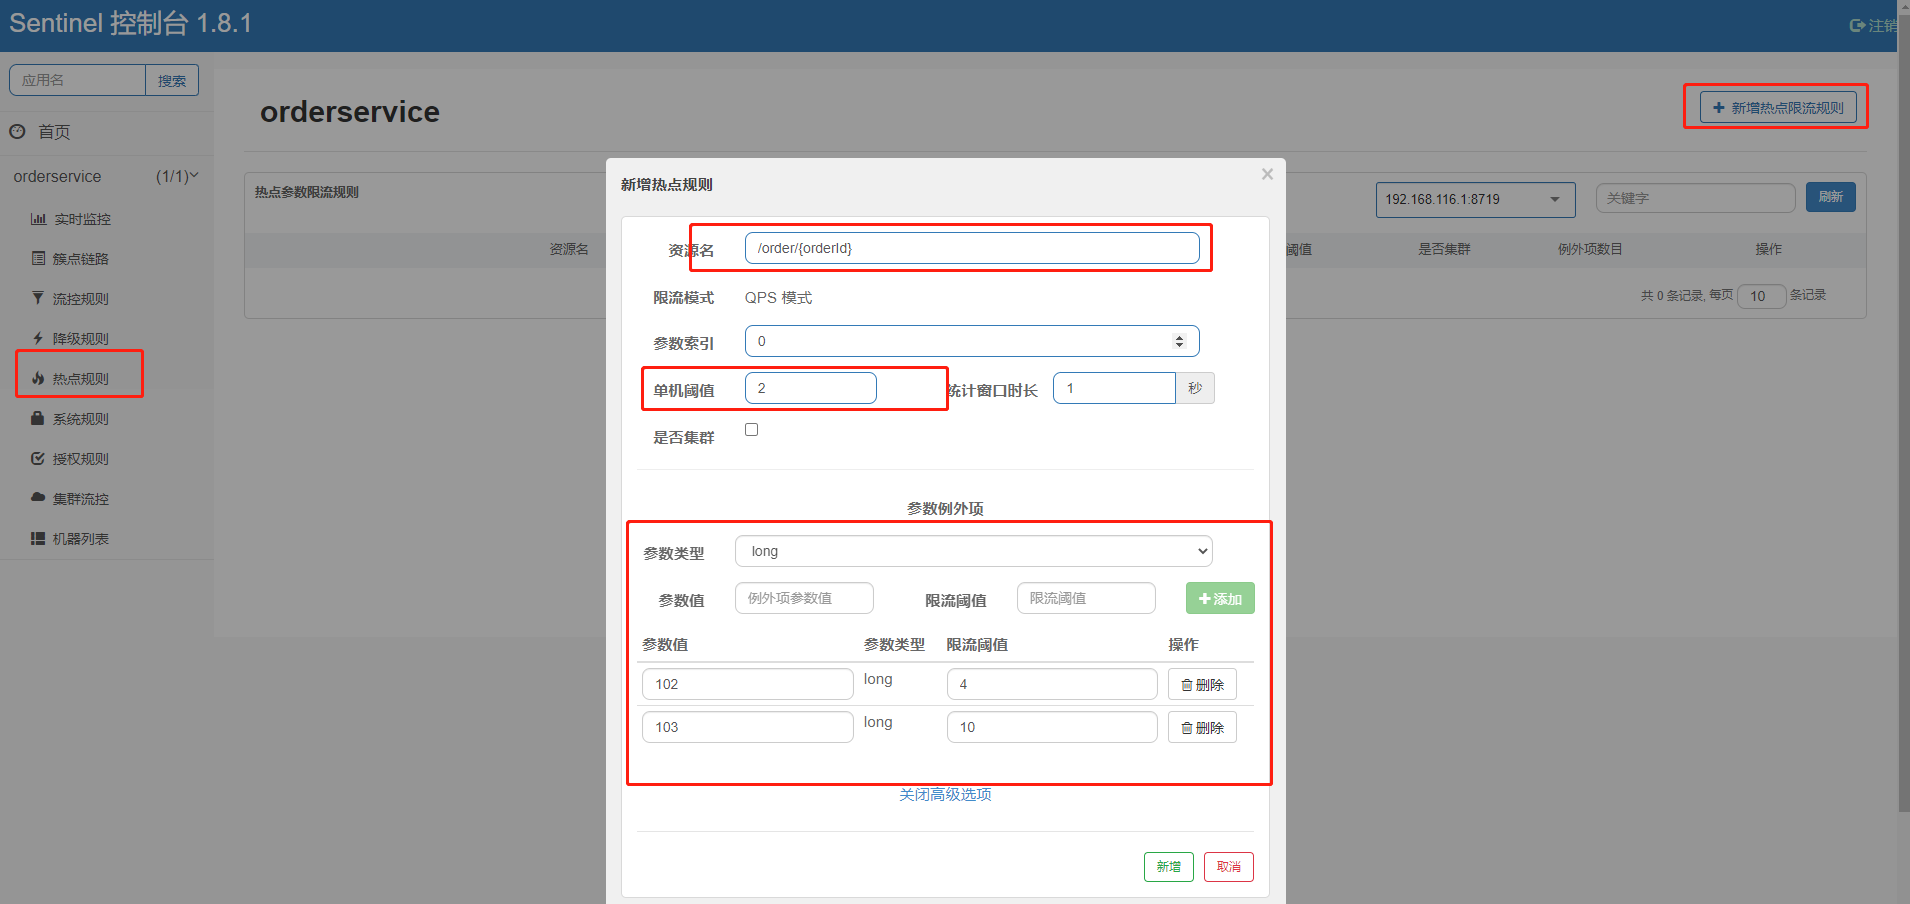 Sentinel 控制台 1.8.1
注销
应用名
搜索
首页
orderservice (1/1)
实时监控
簇点链路
流控规则
降级规则
热点规则
系统规则
授权规则
集群流控
机器列表
orderservice
新增热点限流规则
热点参数限流规则
192.168.116.1:8719
关键字
刷新
资源名
阈值
是否集群
例外项数目
操作
共 0 条记录, 每页 10 条记录
新增热点规则
×
资源名 /order/{orderId}
限流模式 QPS 模式
参数索引 0
单机阈值 2 统计窗口时长 1 秒
是否集群
参数例外项
参数类型 long
参数值 例外项参数值 限流阈值 限流阈值 添加
参数值 参数类型 限流阈值 操作
102 long 4 删除
103 long 10 删除
关闭高级选项
新增 取消